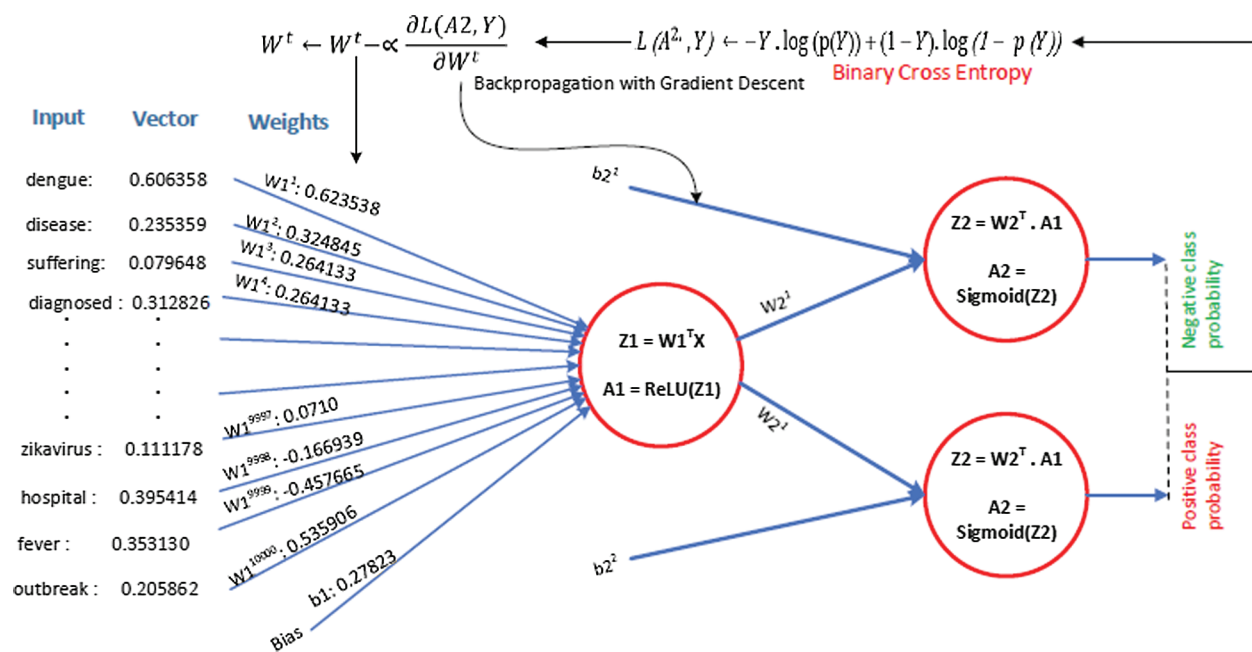 W^t ← W^t − ∝ ∂L(A2, Y) / ∂W^t
L (A^2, Y) ← −Y . log(p(Y)) + (1 − Y). log (1 − p (Y))
Binary Cross Entropy
Backpropagation with Gradient Descent
Input Vector Weights
dengue: 0.606358 W1^1: 0.623538
disease: 0.235359 W1^2: 0.324845
suffering: 0.079648 W1^3: 0.264133
diagnosed : 0.312826 W1^4: 0.264133
. .
. .
. .
. .
W1^9997: 0.0710
zikavirus : 0.111178
W1^9998: -0.166939
hospital : 0.395414
W1^9999: -0.457665
fever : 0.353130
W1^10000: 0.535906
outbreak : 0.205862
b1: 0.27823
Bias
Z1 = W1^T X
A1 = ReLU(Z1)
b2^1
W2^1
W2^1
b2^2
Z2 = W2^T . A1
A2 =
Sigmoid(Z2)
Z2 = W2^T . A1
A2 =
Sigmoid(Z2)
Negative class
probability
Positive class
probability